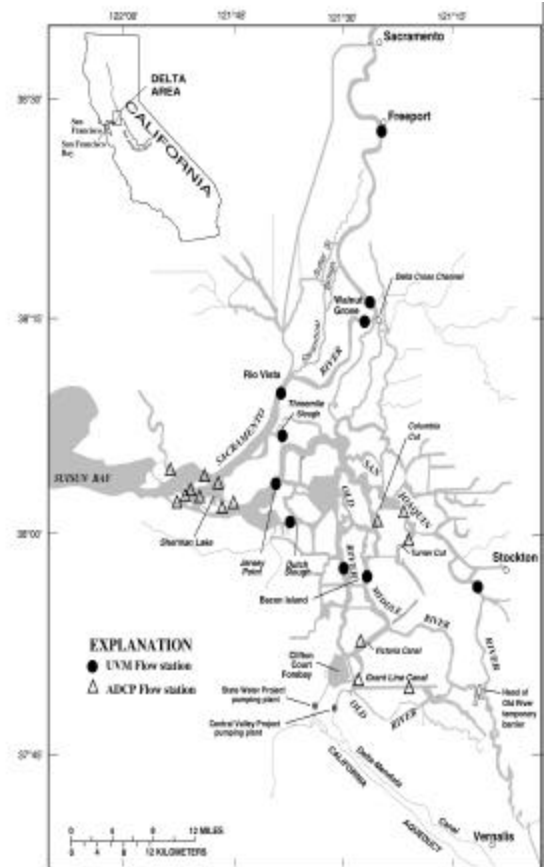 122 00
121 45
121 30
121 15
Sacramento
DELTA
AREA
San
Francisco
San Francisco
Bay
CALIFORNIA
Freeport
Delta Cross Channel
Walnut
Grove
38 15
RIVER
Rio Vista
Threemile
Slough
SACRAMENTO
Columbia
Cut
SUISUN BAY
SAN
JOAQUIN
OLD
38 00
Sherman Lake
Turner Cut
Stockton
Jersey
Point
Dutch
Slough
RIVER
Bacon Island
MIDDLE
RIVER
RIVER
EXPLANATION
UVM Flow station
ADCP Flow station
Victoria Canal
Clifton
Court
Forebay
Grant Line Canal
State Water Project
pumping plant
Central Valley Project
pumping plant
OLD
RIVER
Head of
Old River
temporary
barrier
37 45
Delta Mendota
Canal
CALIFORNIA
AQUEDUCT
Vernalis
0 4 8 12 MILES
0 4 8 12 KILOMETERS